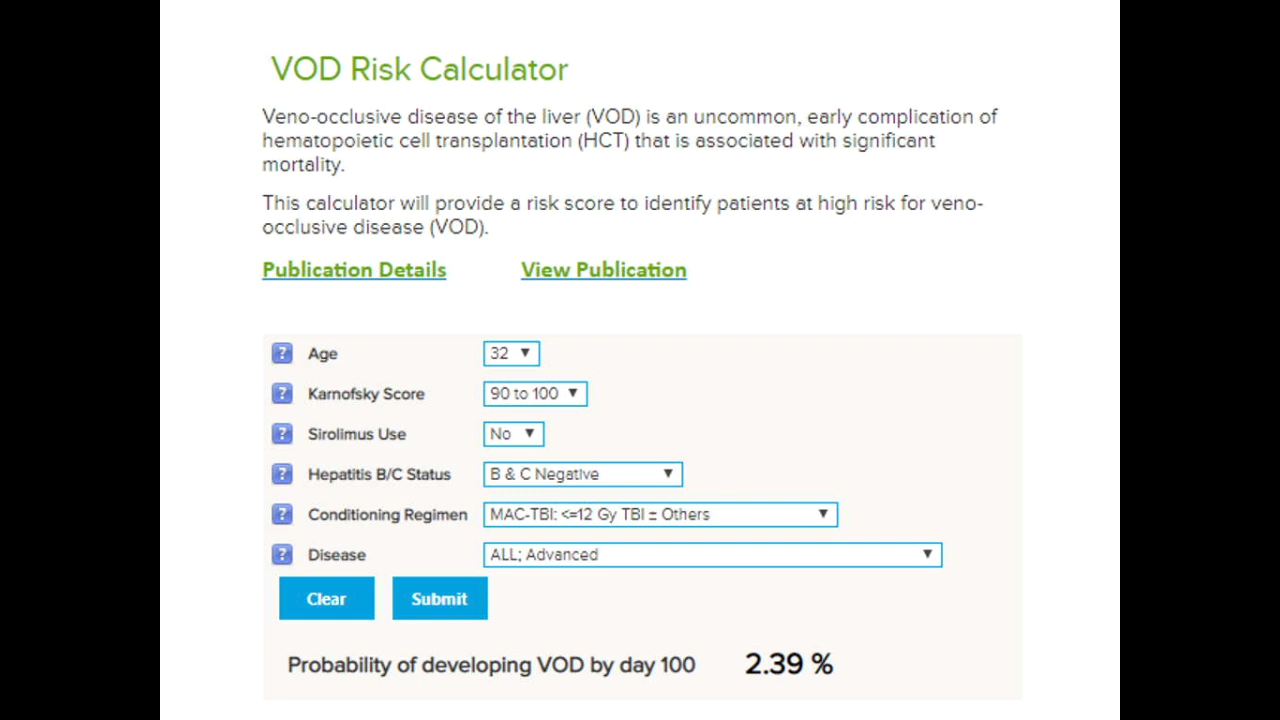 VOD Risk Calculator
Veno-occlusive disease of the liver (VOD) is an uncommon, early complication of
hematopoietic cell transplantation (HCT) that is associated with significant
mortality.
This calculator will provide a risk score to identify patients at high risk for veno-
occlusive disease (VOD).
Publication Details View Publication
? Age 32 ▼
? Karnofsky Score 90 to 100 ▼
? Sirolimus Use No ▼
? Hepatitis B/C Status B & C Negative ▼
? Conditioning Regimen MAC-TBI: <=12 Gy TBI ± Others ▼
? Disease ALL; Advanced ▼
Clear Submit
Probability of developing VOD by day 100 2.39 %